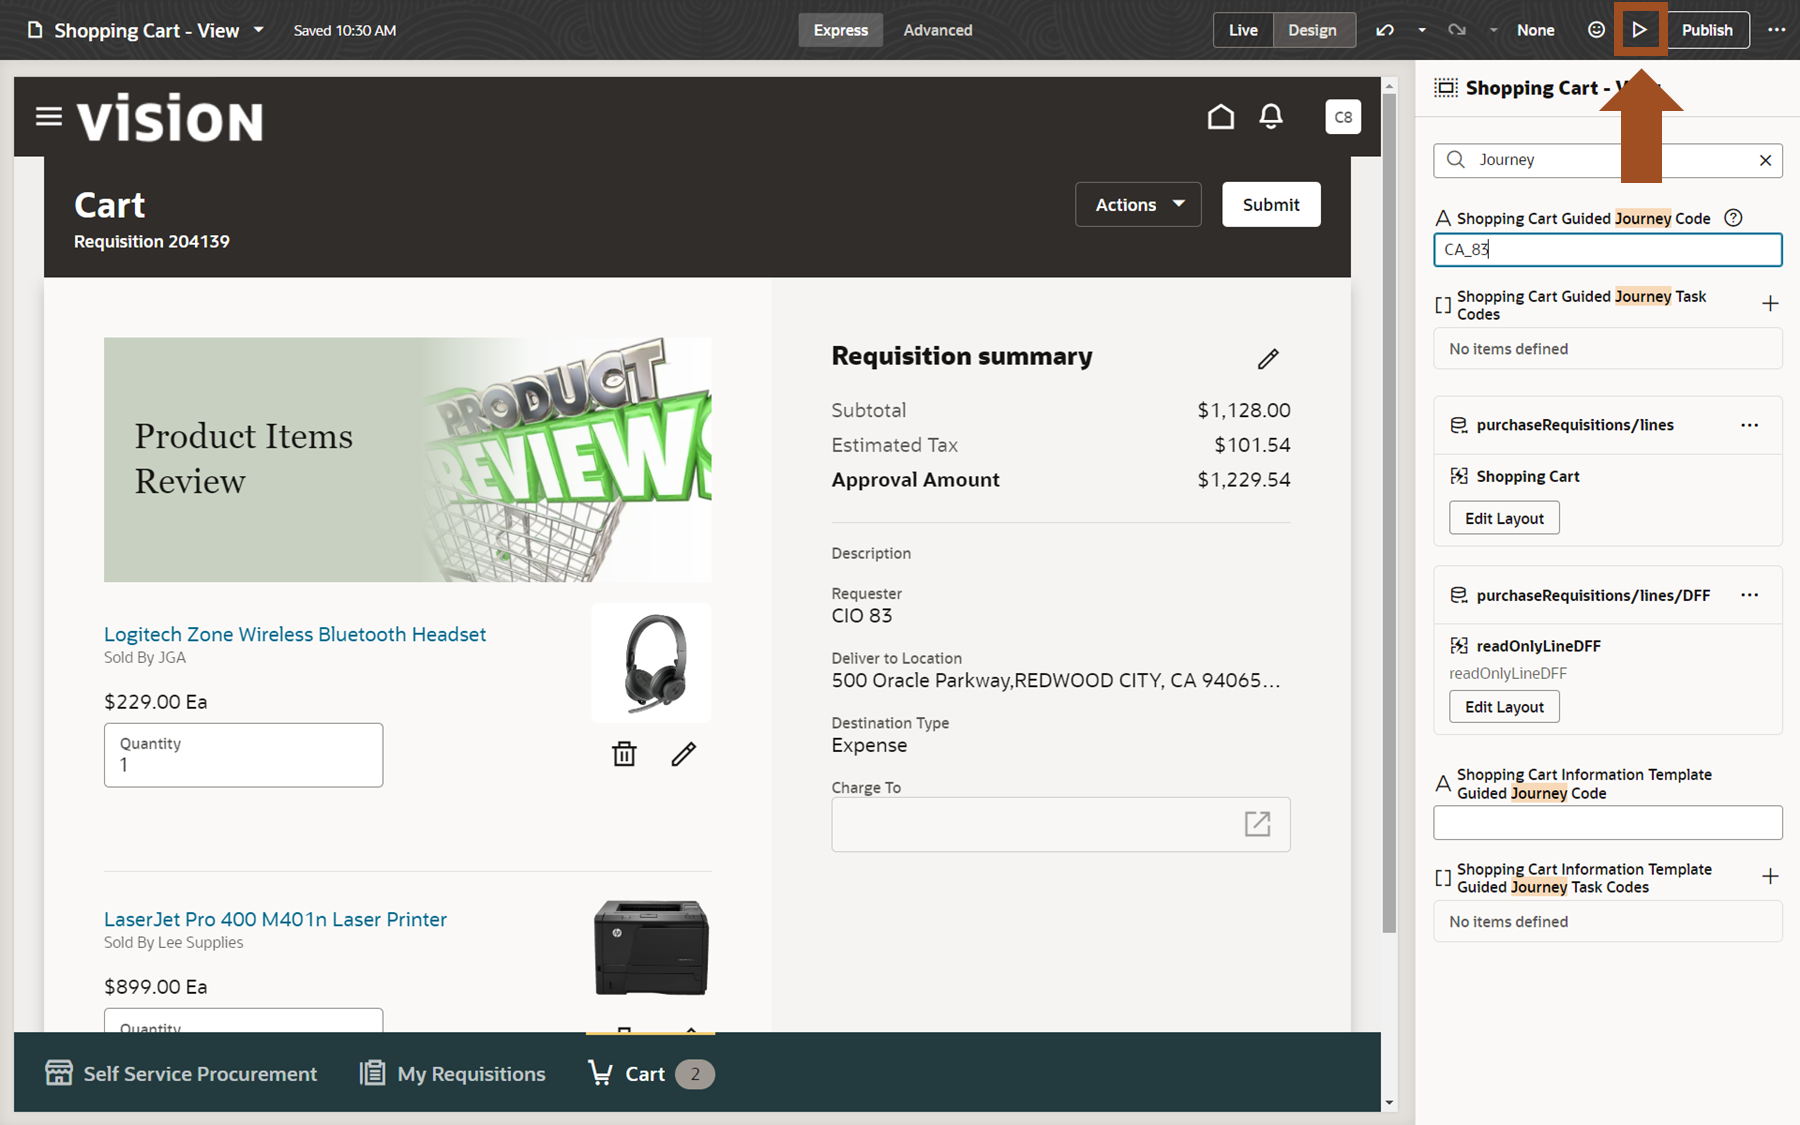 Shopping Cart - View
Saved 10:30 AM
Express
Advanced
Live
Design
None
Publish
VISION
C8
Cart
Requisition 204139
Actions
Submit
Product Items
Review
PRODUCT
REVIEWS
Logitech Zone Wireless Bluetooth Headset
Sold By JGA
$229.00 Ea
Quantity
1
LaserJet Pro 400 M401n Laser Printer
Sold By Lee Supplies
$899.00 Ea
Quantity
hp
Requisition summary
Subtotal $1,128.00
Estimated Tax $101.54
Approval Amount $1,229.54
Description
Requester
CIO 83
Deliver to Location
500 Oracle Parkway,REDWOOD CITY, CA 94065...
Destination Type
Expense
Charge To
Self Service Procurement
My Requisitions
Cart 2
Shopping Cart -
Journey
Shopping Cart Guided Journey Code
CA_83
Shopping Cart Guided Journey Task
Codes
No items defined
purchaseRequisitions/lines
Shopping Cart
Edit Layout
purchaseRequisitions/lines/DFF
readOnlyLineDFF
readOnlyLineDFF
Edit Layout
Shopping Cart Information Template
Guided Journey Code
Shopping Cart Information Template
Guided Journey Task Codes
No items defined